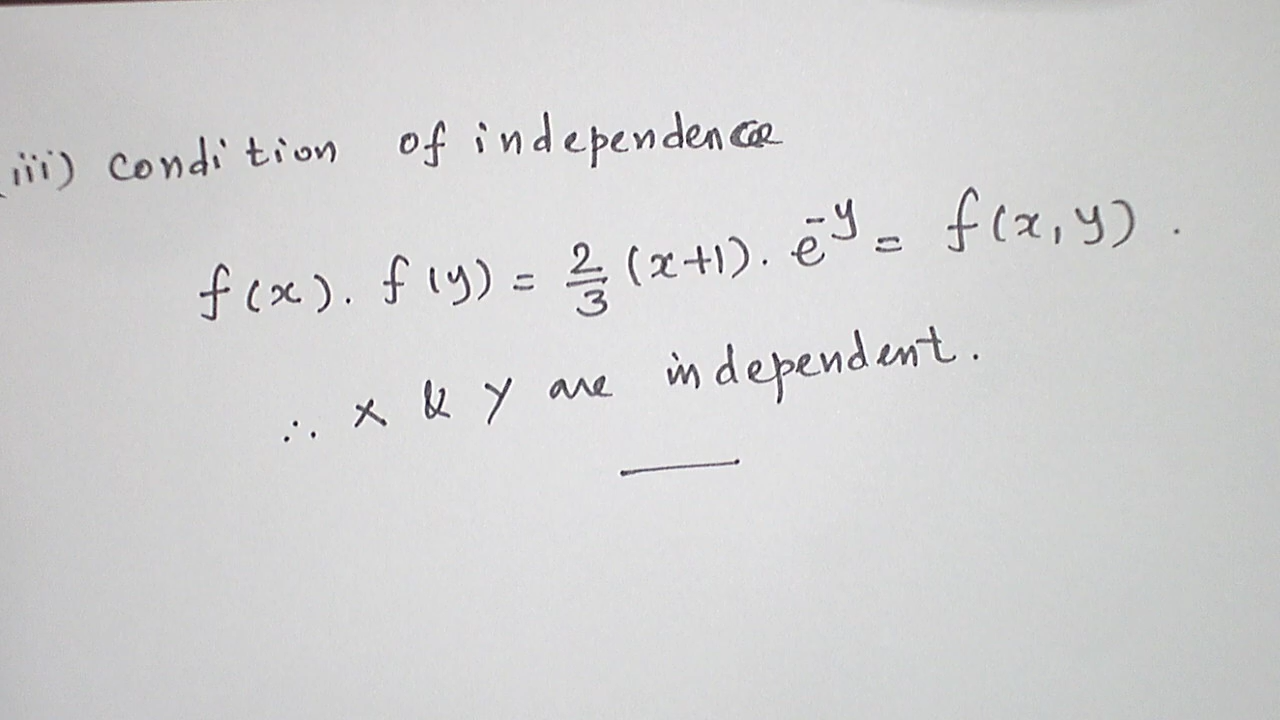 (iii) condition of independence
f(x). f(y) = 2/3 (x+1). e^-y = f(x, y).
∴ x & y are independent.